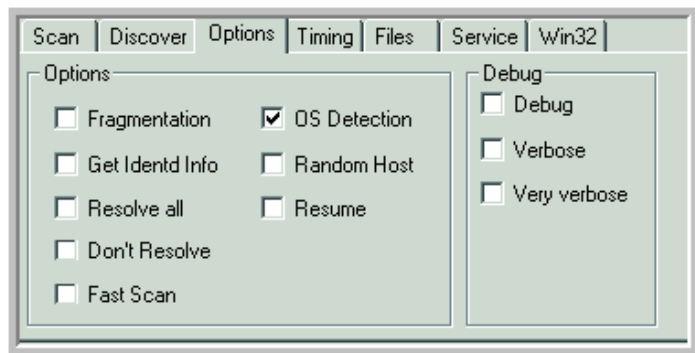 Scan Discover Options Timing Files Service Win32
Options
Fragmentation OS Detection
Get Identd Info Random Host
Resolve all Resume
Don't Resolve
Fast Scan
Debug
Debug
Verbose
Very verbose